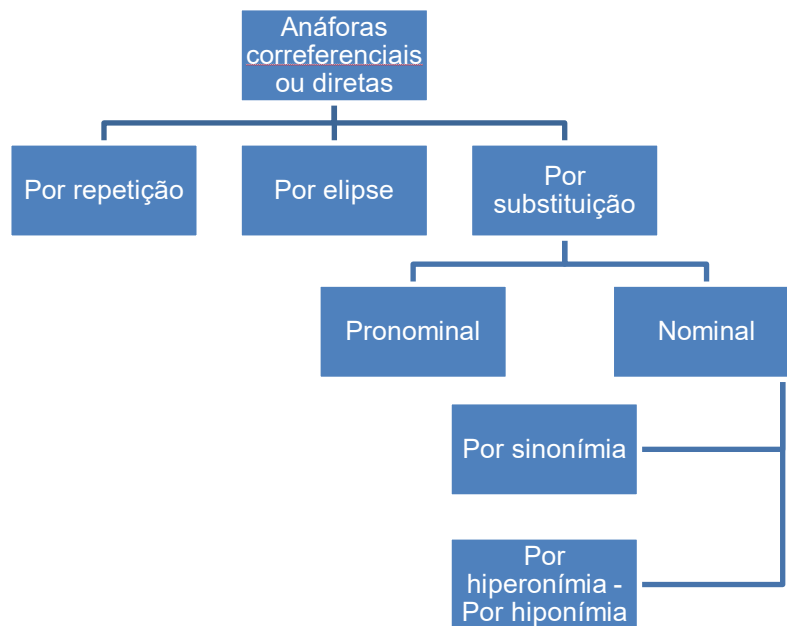 Anáforas
correferenciais
ou diretas
Por repetição
Por elipse
Por
substituição
Pronominal
Nominal
Por sinonímia
Por
hiperonímia -
Por hiponímia